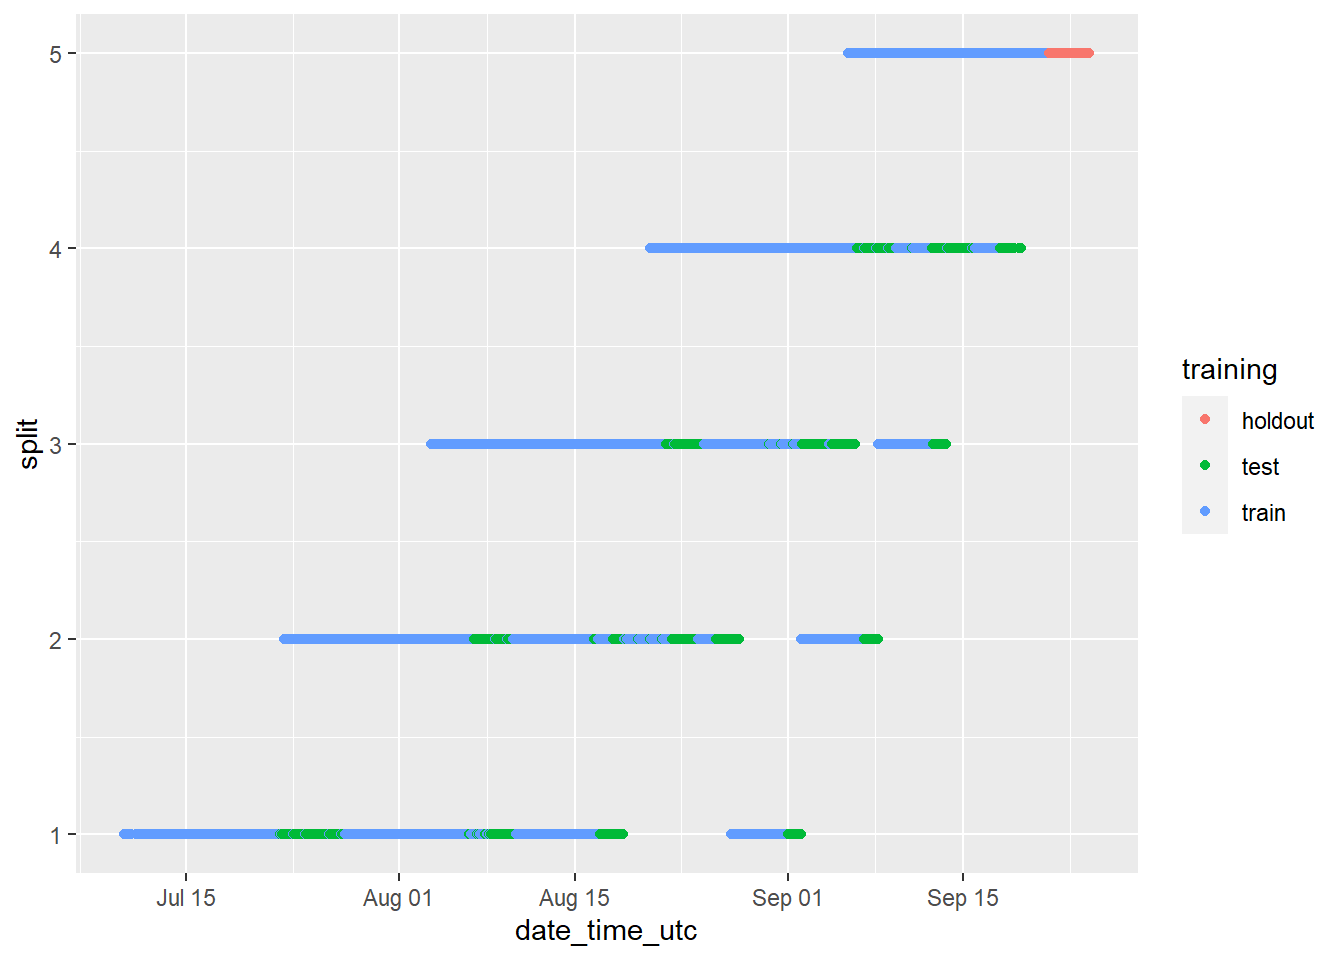 5
4
3
2
1
split
Jul 15
Aug 01
Aug 15
Sep 01
Sep 15
date_time_utc
training
holdout
test
train